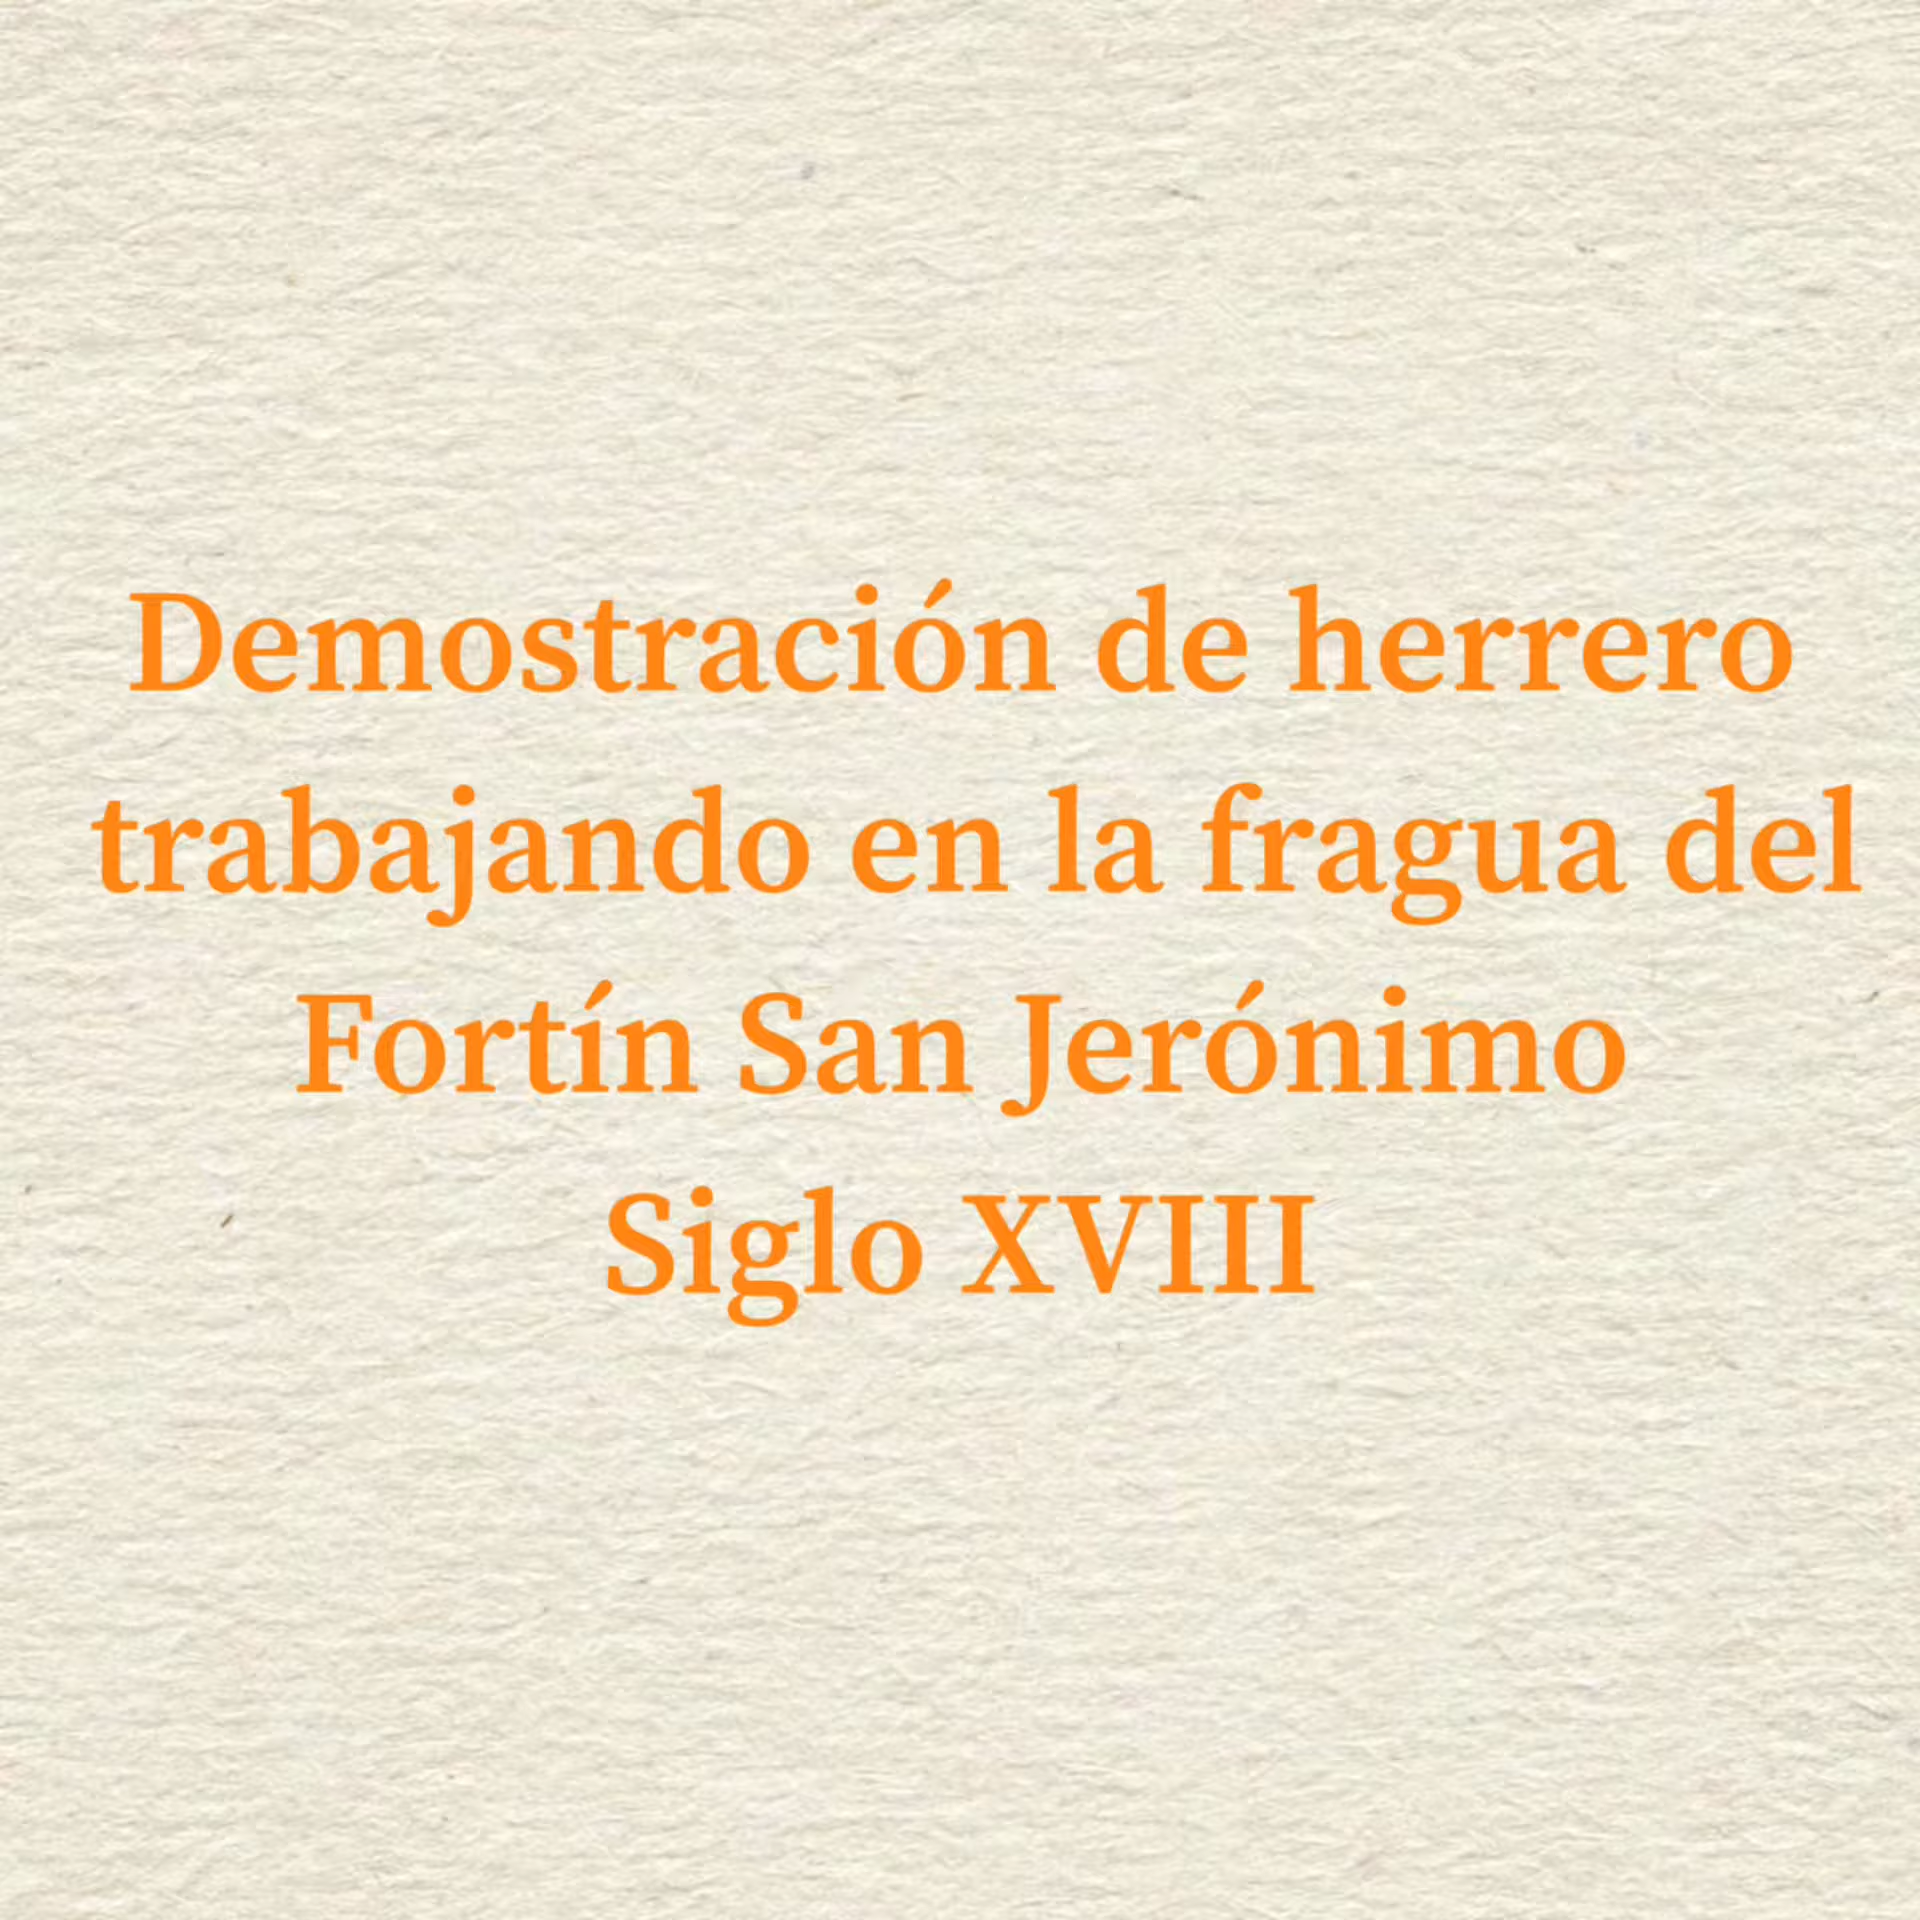 Demostración de herrero
trabajando en la fragua del
Fortín San Jerónimo
Siglo XVIII